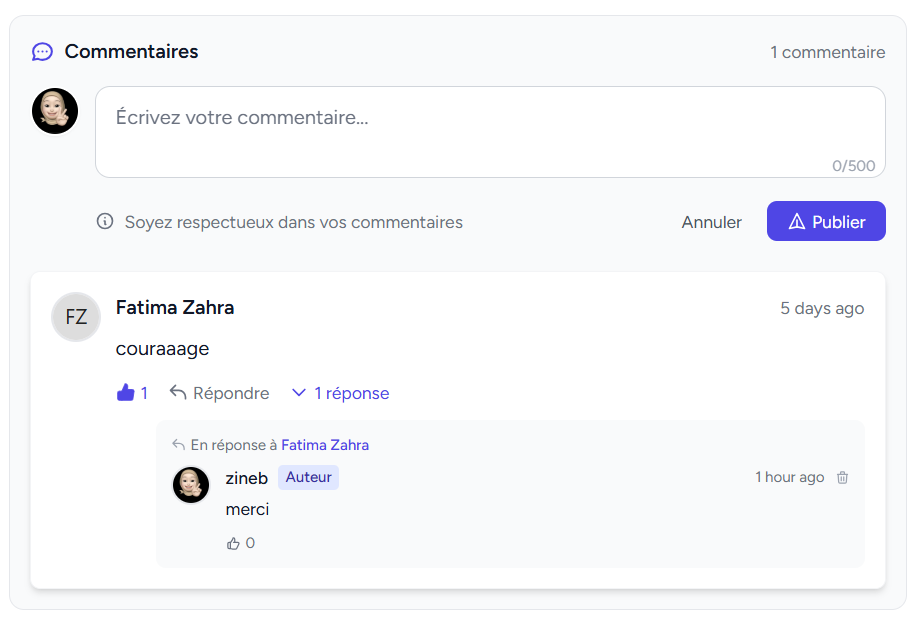 Commentaires
1 commentaire
Écrivez votre commentaire...
0/500
Soyez respectueux dans vos commentaires
Annuler
Publier
FZ
Fatima Zahra
5 days ago
couraaage
1
Répondre
1 réponse
En réponse à Fatima Zahra
zineb
Auteur
1 hour ago
merci
0